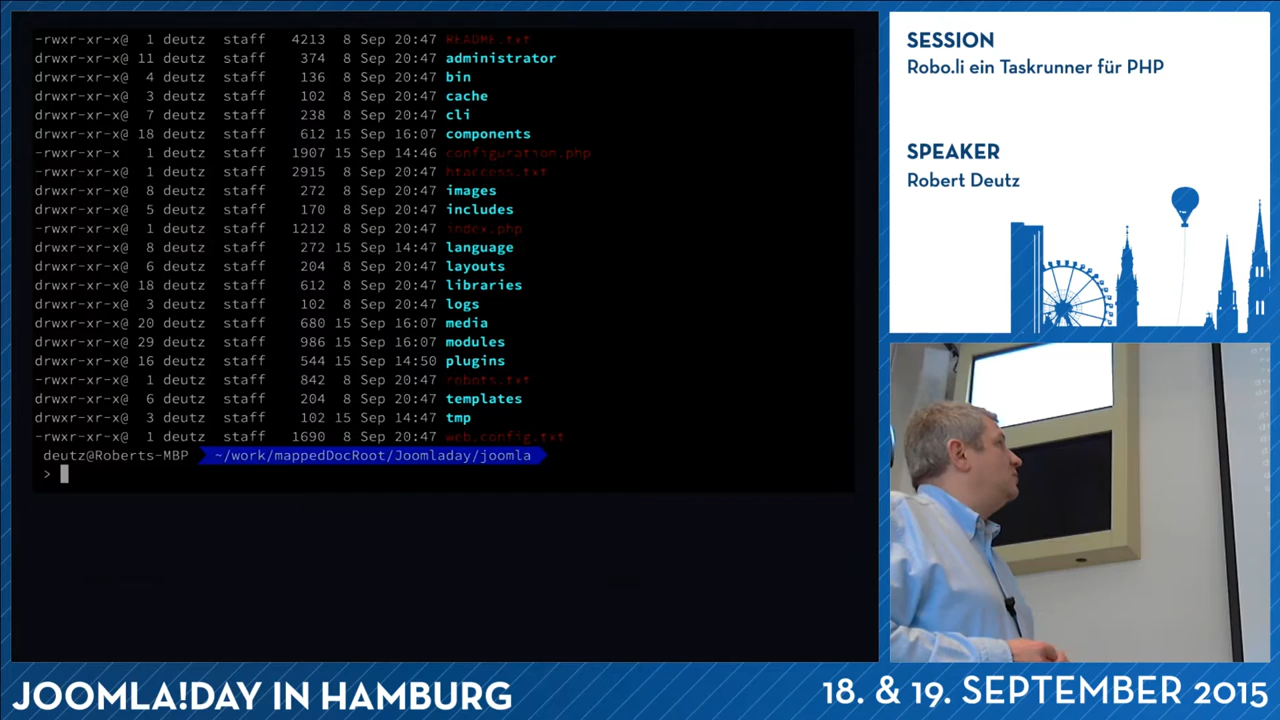 -rwxr-xr-x@ 1 deutz staff 4213 8 Sep 20:47 README.txt
drwxr-xr-x@ 11 deutz staff 374 8 Sep 20:47 administrator
drwxr-xr-x@ 4 deutz staff 136 8 Sep 20:47 bin
drwxr-xr-x@ 3 deutz staff 102 8 Sep 20:47 cache
drwxr-xr-x@ 7 deutz staff 238 8 Sep 20:47 cli
drwxr-xr-x@ 18 deutz staff 612 15 Sep 16:07 components
-rwxr-xr-x 1 deutz staff 1907 15 Sep 14:46 configuration.php
-rwxr-xr-x@ 1 deutz staff 2915 8 Sep 20:47 htaccess.txt
drwxr-xr-x@ 8 deutz staff 272 8 Sep 20:47 images
drwxr-xr-x@ 5 deutz staff 170 8 Sep 20:47 includes
-rwxr-xr-x@ 1 deutz staff 1212 8 Sep 20:47 index.php
drwxr-xr-x@ 8 deutz staff 272 15 Sep 14:47 language
drwxr-xr-x@ 6 deutz staff 204 8 Sep 20:47 layouts
drwxr-xr-x@ 18 deutz staff 612 8 Sep 20:47 libraries
drwxr-xr-x@ 3 deutz staff 102 8 Sep 20:47 logs
drwxr-xr-x@ 20 deutz staff 680 15 Sep 16:07 media
drwxr-xr-x@ 29 deutz staff 986 15 Sep 16:07 modules
drwxr-xr-x@ 16 deutz staff 544 15 Sep 14:50 plugins
-rwxr-xr-x@ 1 deutz staff 842 8 Sep 20:47 robots.txt
drwxr-xr-x@ 6 deutz staff 204 8 Sep 20:47 templates
drwxr-xr-x@ 3 deutz staff 102 15 Sep 14:47 tmp
-rwxr-xr-x@ 1 deutz staff 1690 8 Sep 20:47 web.config.txt
deutz@Roberts-MBP ~/work/mappedDocRoot/Joomladay/joomla
>
SESSION
Robo.li ein Taskrunner für PHP
SPEAKER
Robert Deutz
JOOMLA!DAY IN HAMBURG
18. & 19. SEPTEMBER 2015